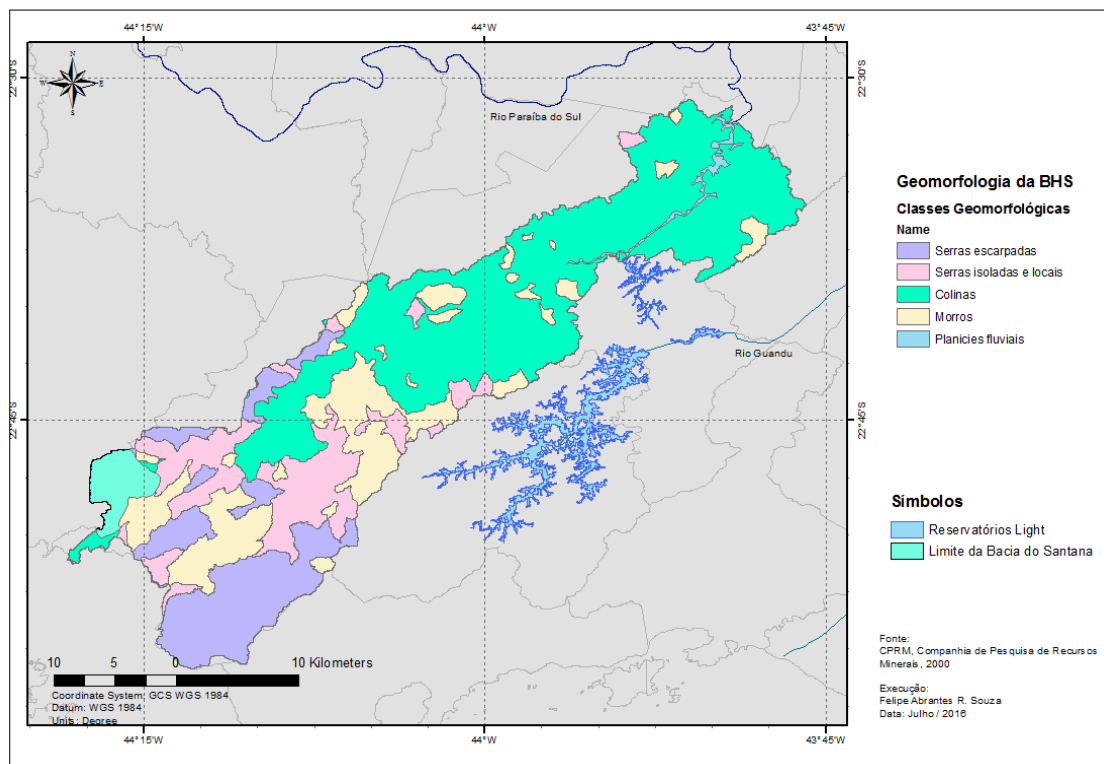 44°15'W
44°W
43°45'W
N
W
E
S
22°30'S
22°30'S
Rio Paraíba do Sul
Rio Guandu
22°45'S
22°45'S
10 5 0 10 Kilometers
Coordinate System: GCS WGS 1984
Datum: WGS 1984
Units: Degree
44°15'W
44°W
43°45'W
Geomorfologia da BHS
Classes Geomorfológicas
Name
Serras escarpadas
Serras isoladas e locais
Colinas
Morros
Planicies fluviais
Símbolos
Reservatórios Light
Limite da Bacia do Santana
Fonte:
CPRM, Companhia de Pesquisa de Recursos
Minerais, 2000
Execução:
Felipe Abrantes R. Souza
Data: Julho / 2016